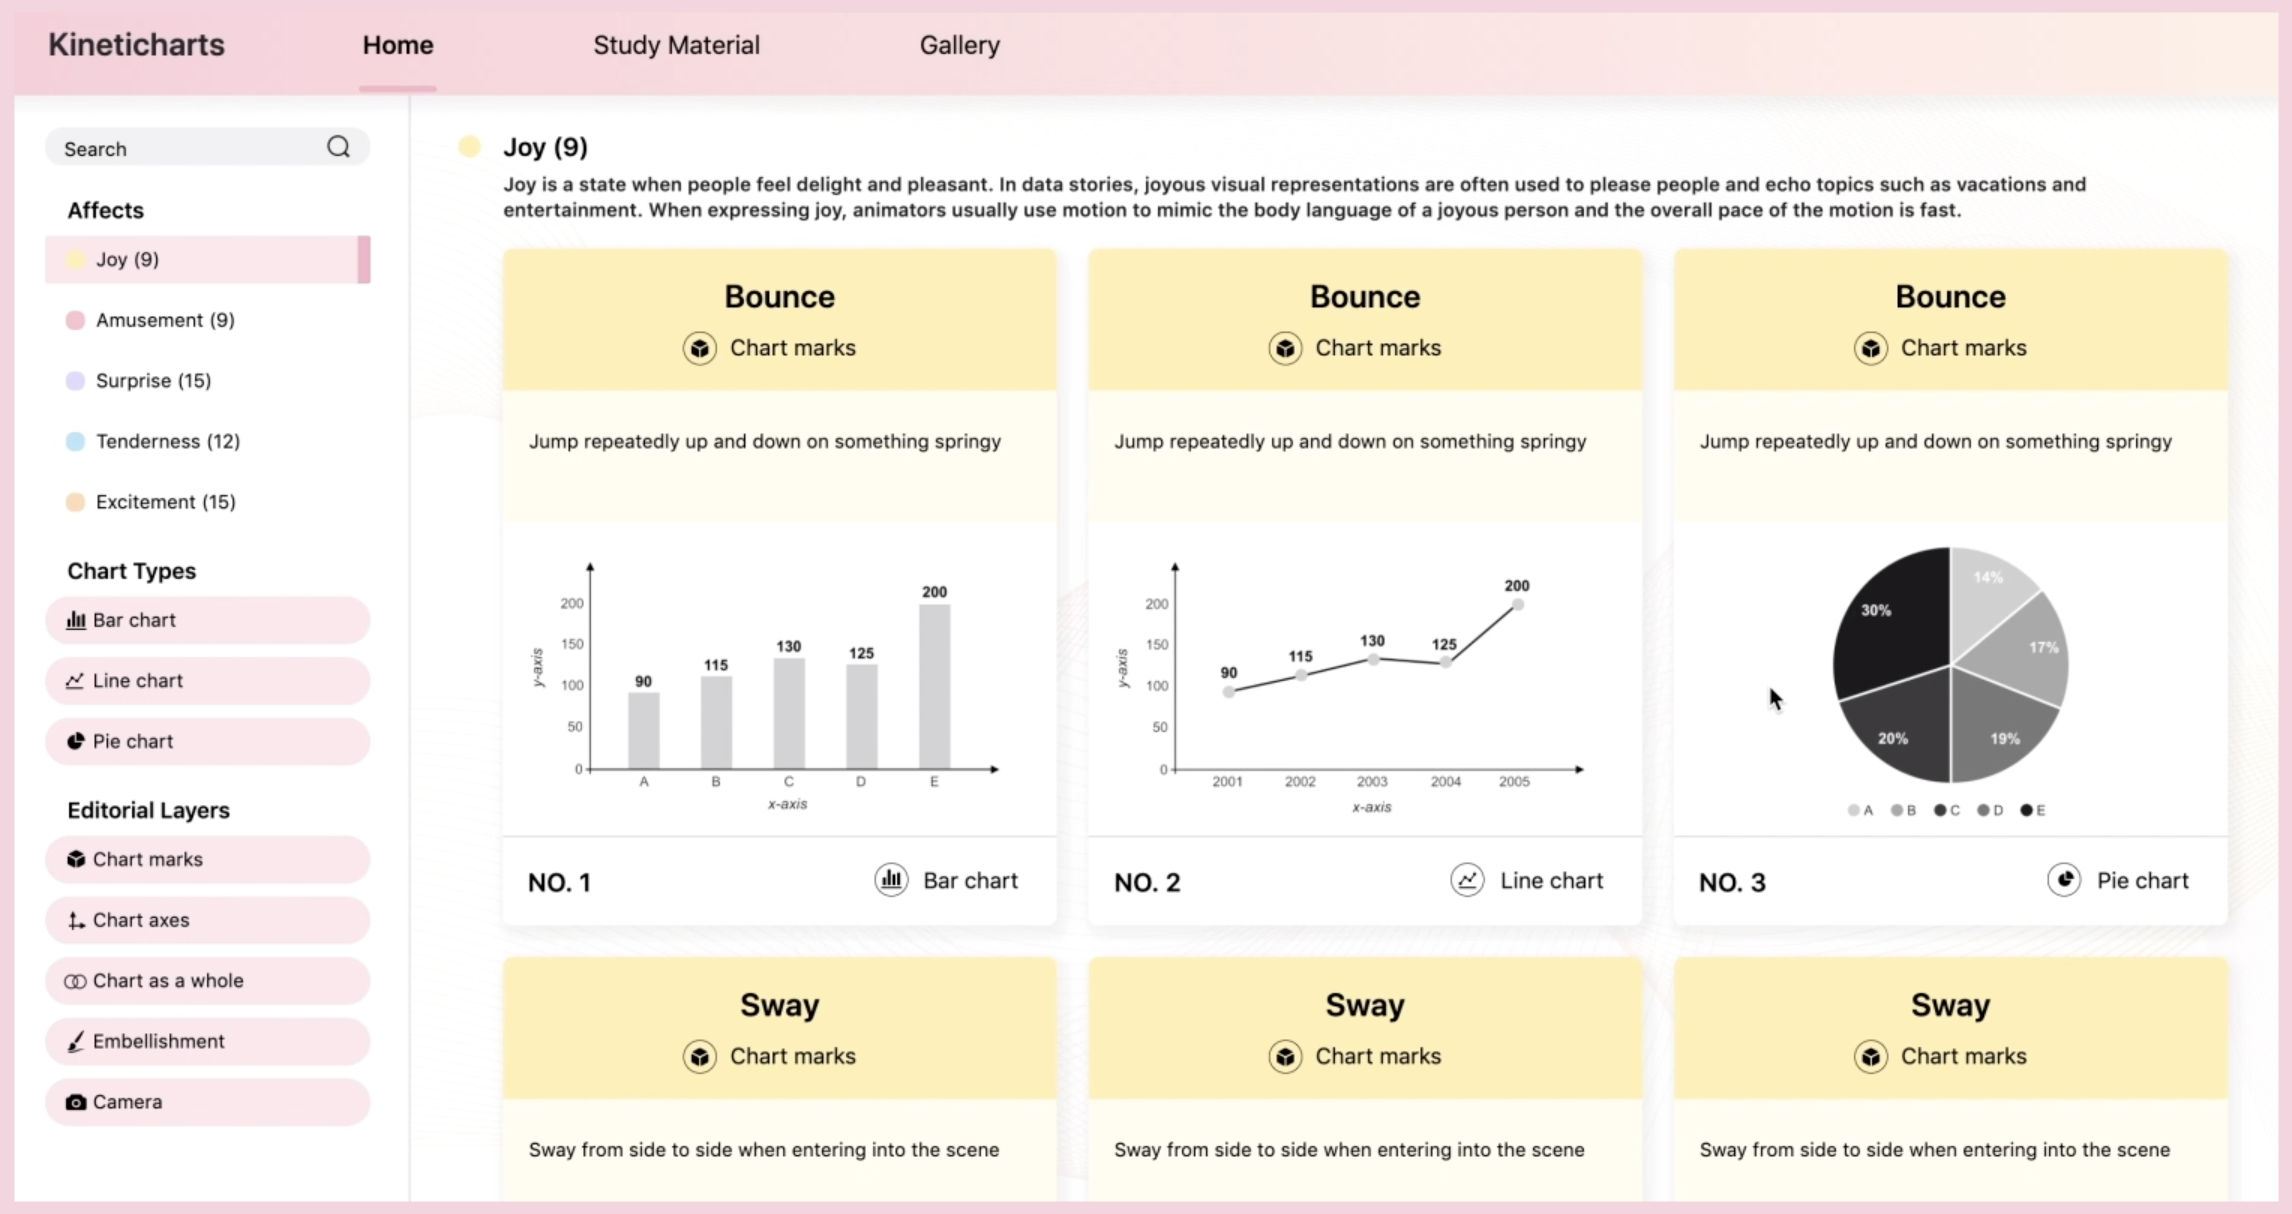 Kineticharts
Home
Study Material
Gallery
Search
Affects
Joy (9)
Amusement (9)
Surprise (15)
Tenderness (12)
Excitement (15)
Chart Types
Bar chart
Line chart
Pie chart
Editorial Layers
Chart marks
Chart axes
Chart as a whole
Embellishment
Camera
Joy (9)
Joy is a state when people feel delight and pleasant. In data stories, joyous visual representations are often used to please people and echo topics such as vacations and
entertainment. When expressing joy, animators usually use motion to mimic the body language of a joyous person and the overall pace of the motion is fast.
Bounce
Chart marks
Jump repeatedly up and down on something springy
200
150
100
50
0
y-axis
90
115
130
125
200
A
B
C
D
E
x-axis
NO. 1
Bar chart
Bounce
Chart marks
Jump repeatedly up and down on something springy
200
150
100
50
0
y-axis
90
115
130
125
200
2001
2002
2003
2004
2005
x-axis
NO. 2
Line chart
Bounce
Chart marks
Jump repeatedly up and down on something springy
14%
30%
17%
20%
19%
A
B
C
D
E
NO. 3
Pie chart
Sway
Chart marks
Sway from side to side when entering into the scene
Sway
Chart marks
Sway from side to side when entering into the scene
Sway
Chart marks
Sway from side to side when entering into the scene